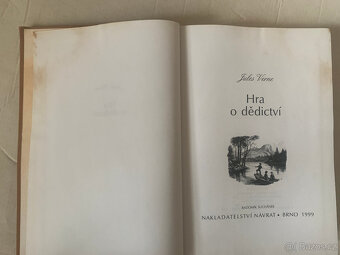 Jules Verne
Hra
o dědictví
NAKLADATELSTVÍ NÁVRAT • BRNO 1999